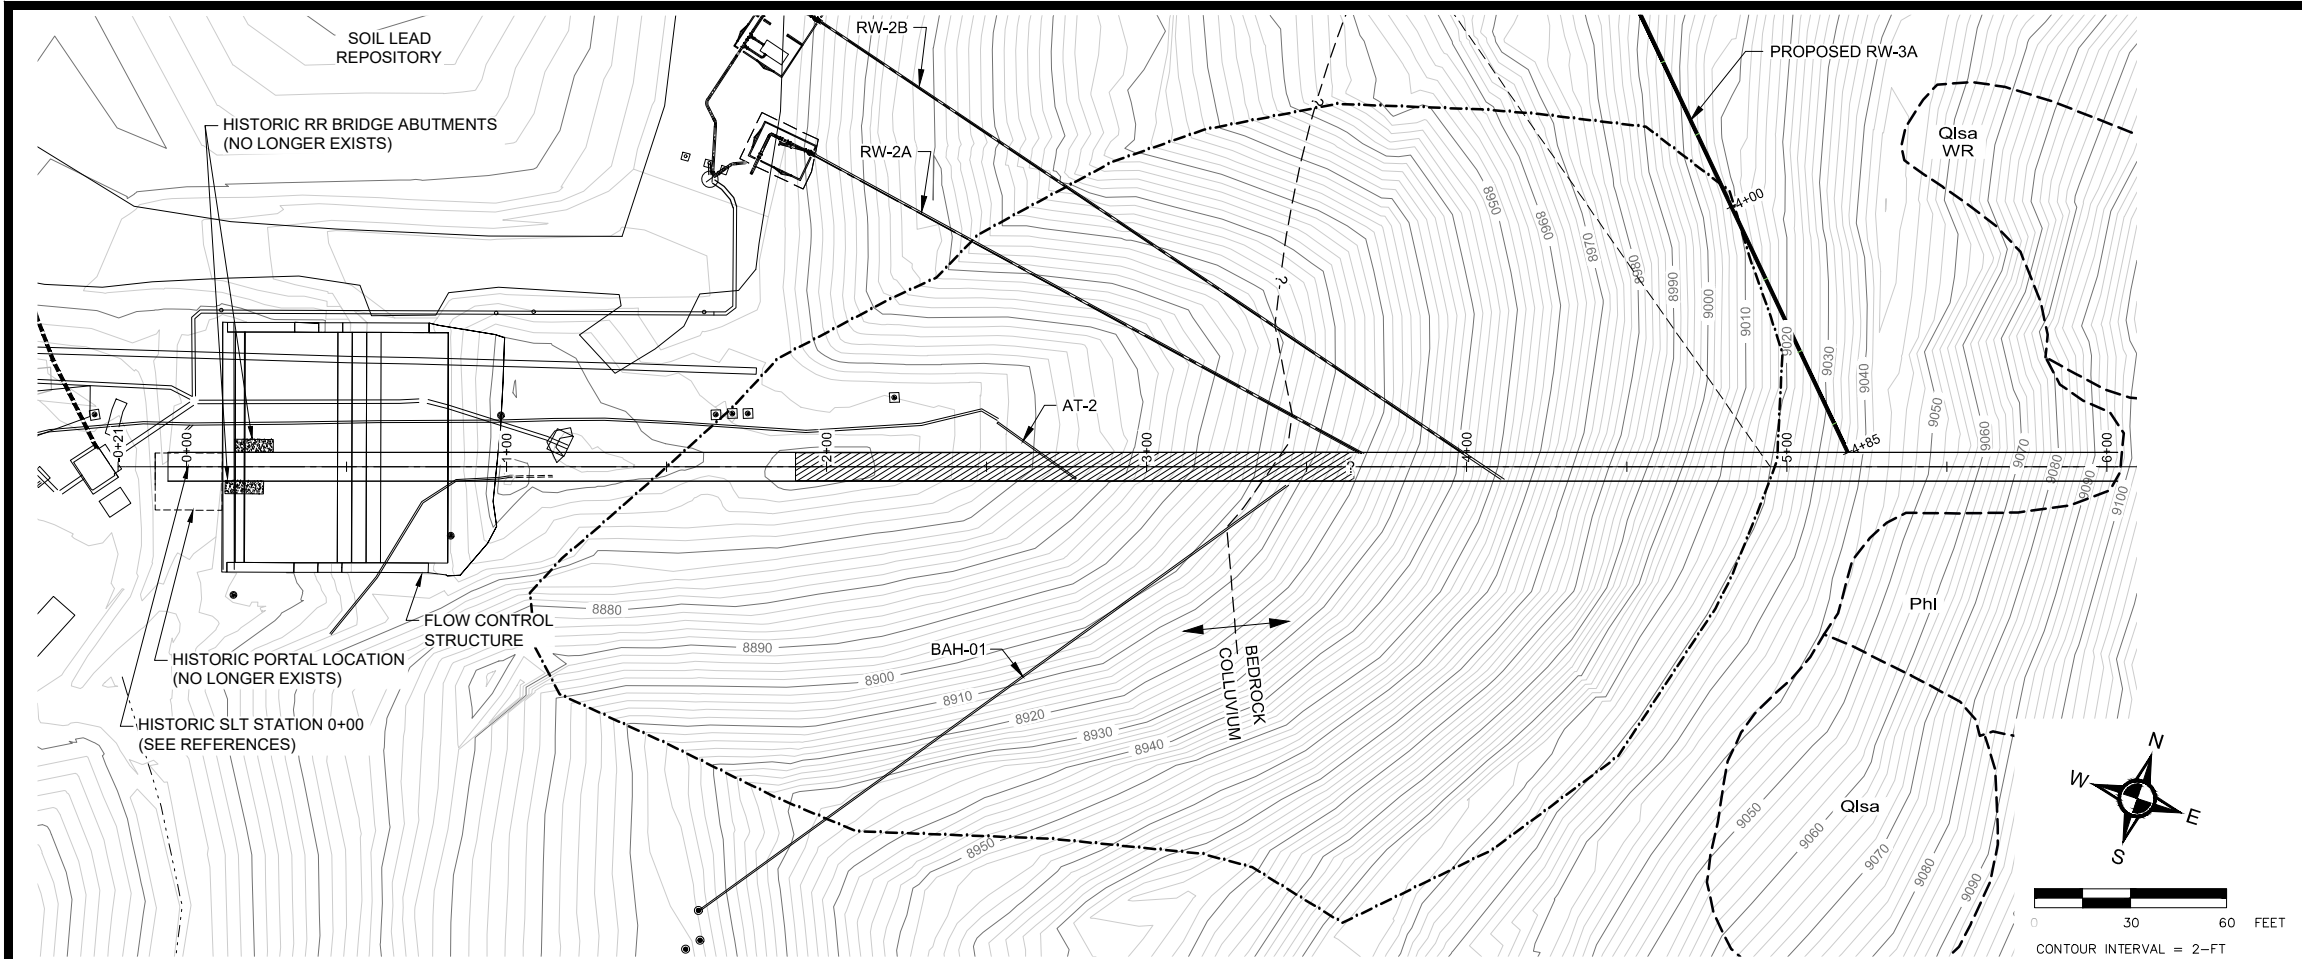 SOIL LEAD
REPOSITORY
RW-2B
PROPOSED RW-3A
HISTORIC RR BRIDGE ABUTMENTS
(NO LONGER EXISTS)
RW-2A
Qlsa
WR
4+00
8950
8960
8970
8980
8990
9000
9010
9020
9030
9040
9050
9060
9070
9080
9090
9100
?
?
?
AT-2
-0+21
0+00
1+00
2+00
3+00
4+00
5+00
6+00
4+85
8880
8890
8900
8910
8920
8930
8940
8950
FLOW CONTROL
STRUCTURE
BAH-01
BEDROCK
COLLUVIUM
Phl
HISTORIC PORTAL LOCATION
(NO LONGER EXISTS)
HISTORIC SLT STATION 0+00
(SEE REFERENCES)
Qlsa
9050
9060
9070
9080
9090
N
W
E
S
0 30 60 FEET
CONTOUR INTERVAL = 2-FT